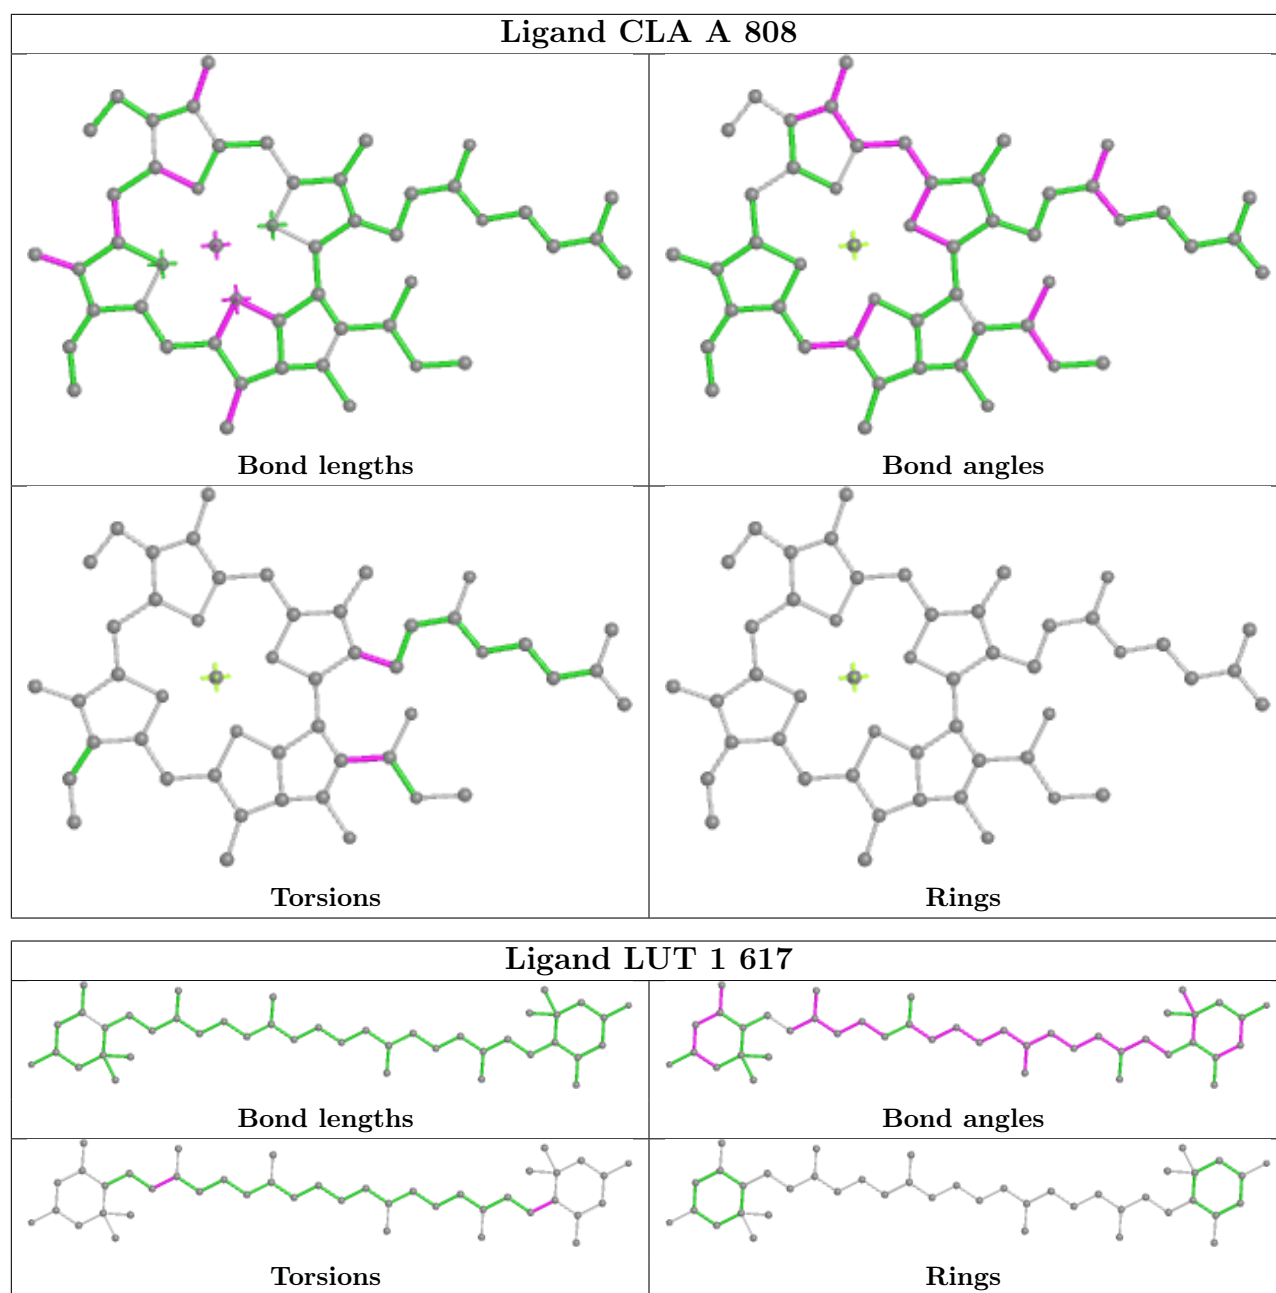 Ligand CLA A 808
Bond lengths
Bond angles
Torsions
Rings
Ligand LUT 1 617
Bond lengths
Bond angles
Torsions
Rings